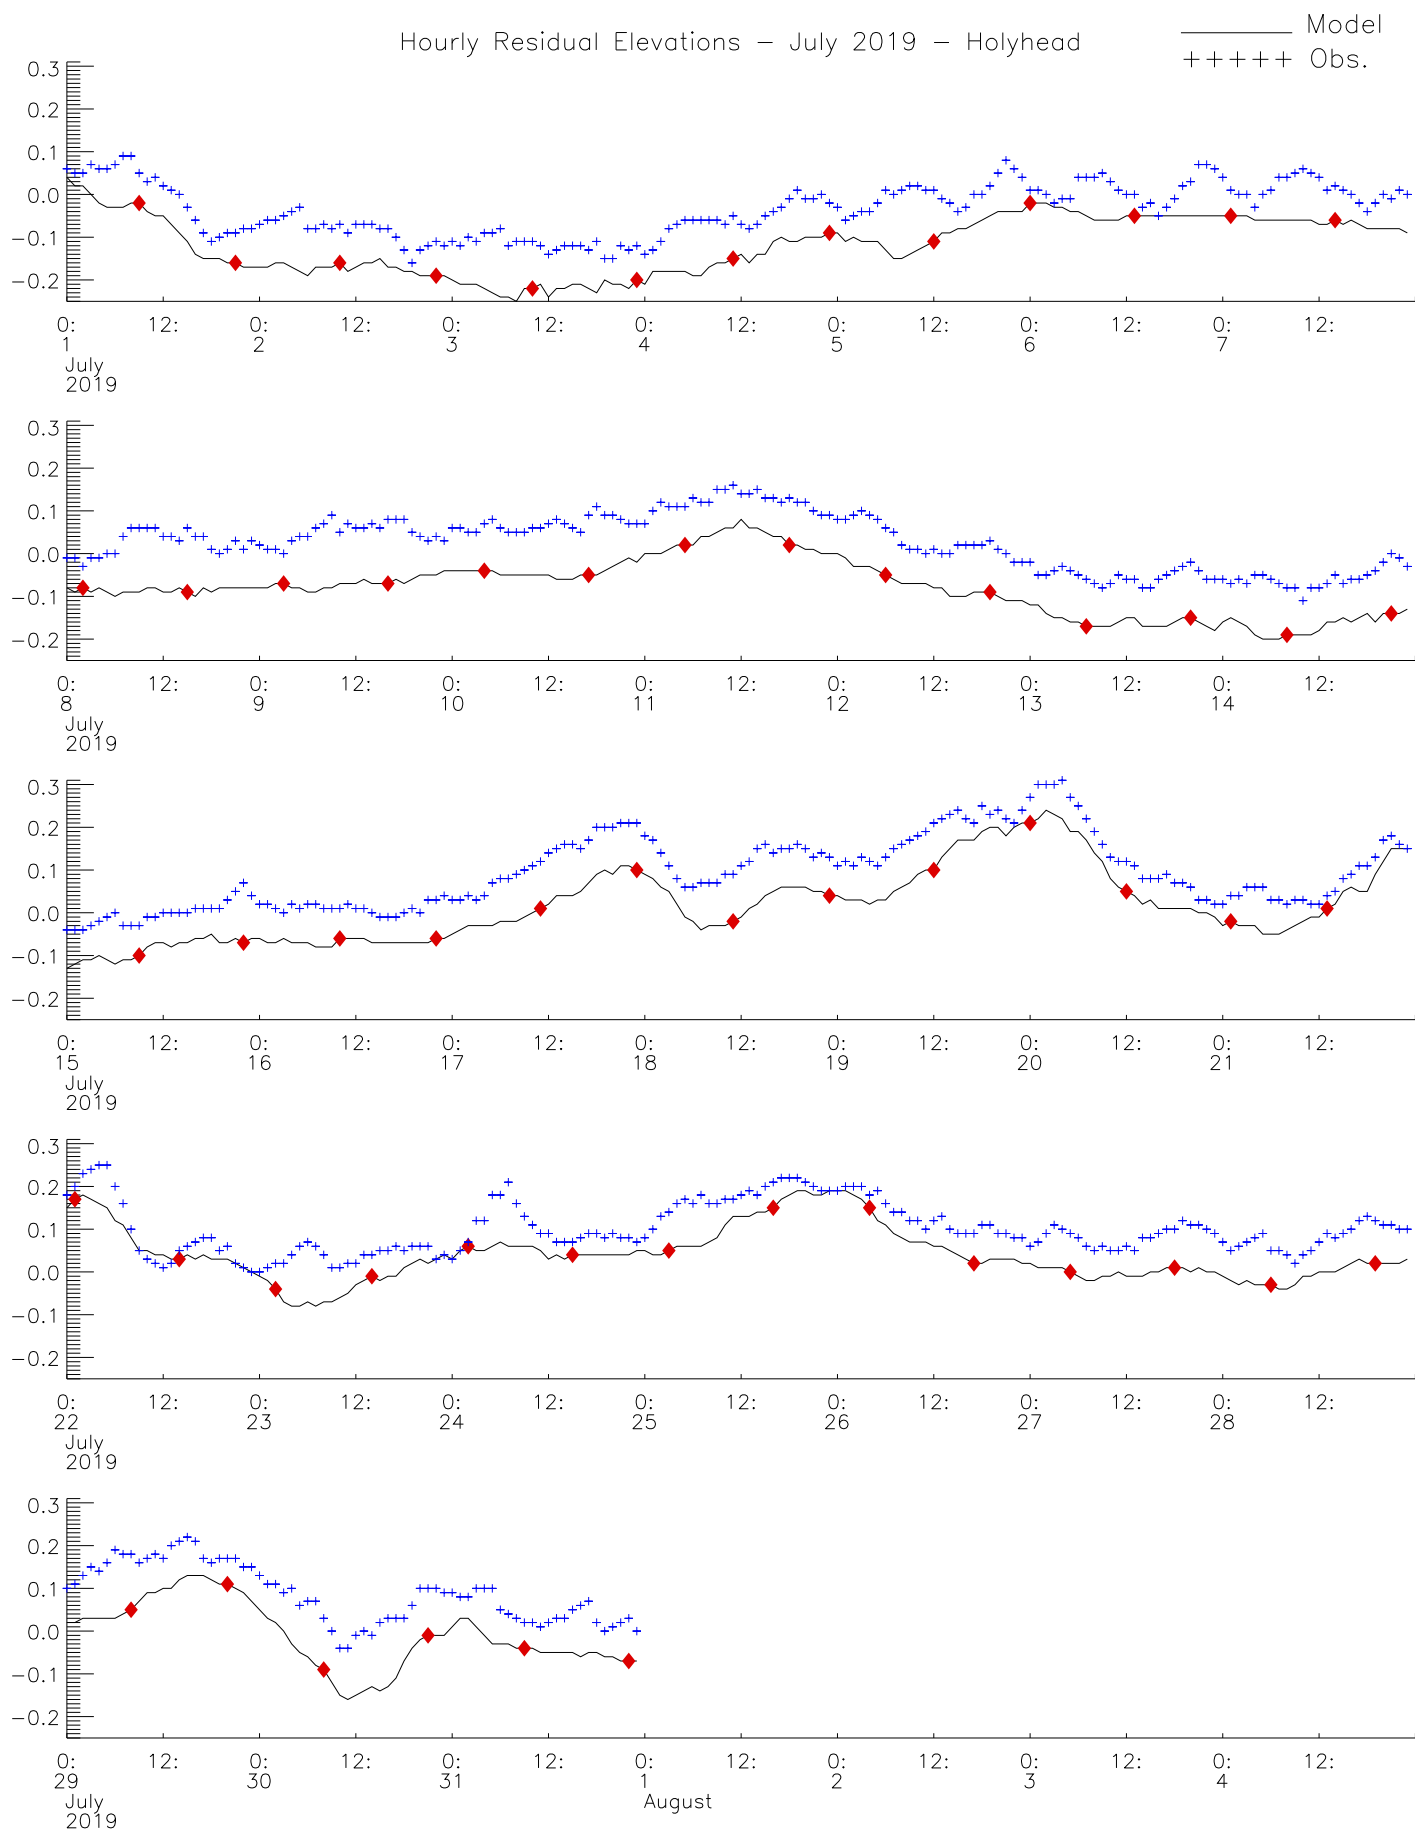 Hourly Residual Elevations – July 2019 – Holyhead
Model
+++++ Obs.
0.3
0.2
0.1
0.0
−0.1
−0.2
0: 12: 0: 12: 0: 12: 0: 12: 0: 12: 0: 12: 0: 12:
1 2 3 4 5 6 7
July
2019
0.3
0.2
0.1
0.0
−0.1
−0.2
0: 12: 0: 12: 0: 12: 0: 12: 0: 12: 0: 12: 0: 12:
8 9 10 11 12 13 14
July
2019
0.3
0.2
0.1
0.0
−0.1
−0.2
0: 12: 0: 12: 0: 12: 0: 12: 0: 12: 0: 12: 0: 12:
15 16 17 18 19 20 21
July
2019
0.3
0.2
0.1
0.0
−0.1
−0.2
0: 12: 0: 12: 0: 12: 0: 12: 0: 12: 0: 12: 0: 12:
22 23 24 25 26 27 28
July
2019
0.3
0.2
0.1
0.0
−0.1
−0.2
0: 12: 0: 12: 0: 12: 0: 12: 0: 12: 0: 12: 0: 12:
29 30 31 1 2 3 4
July August
2019